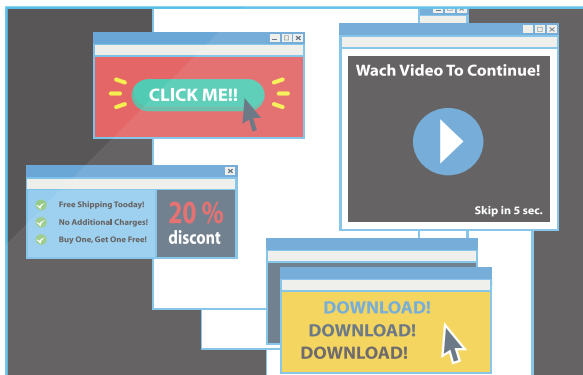 CLICK ME!!
Wach Video To Continue!
Skip in 5 sec.
Free Shipping Tooday!
No Additional Charges!
Buy One, Get One Free!
20 %
discont
DOWNLOAD!
DOWNLOAD!
DOWNLOAD!